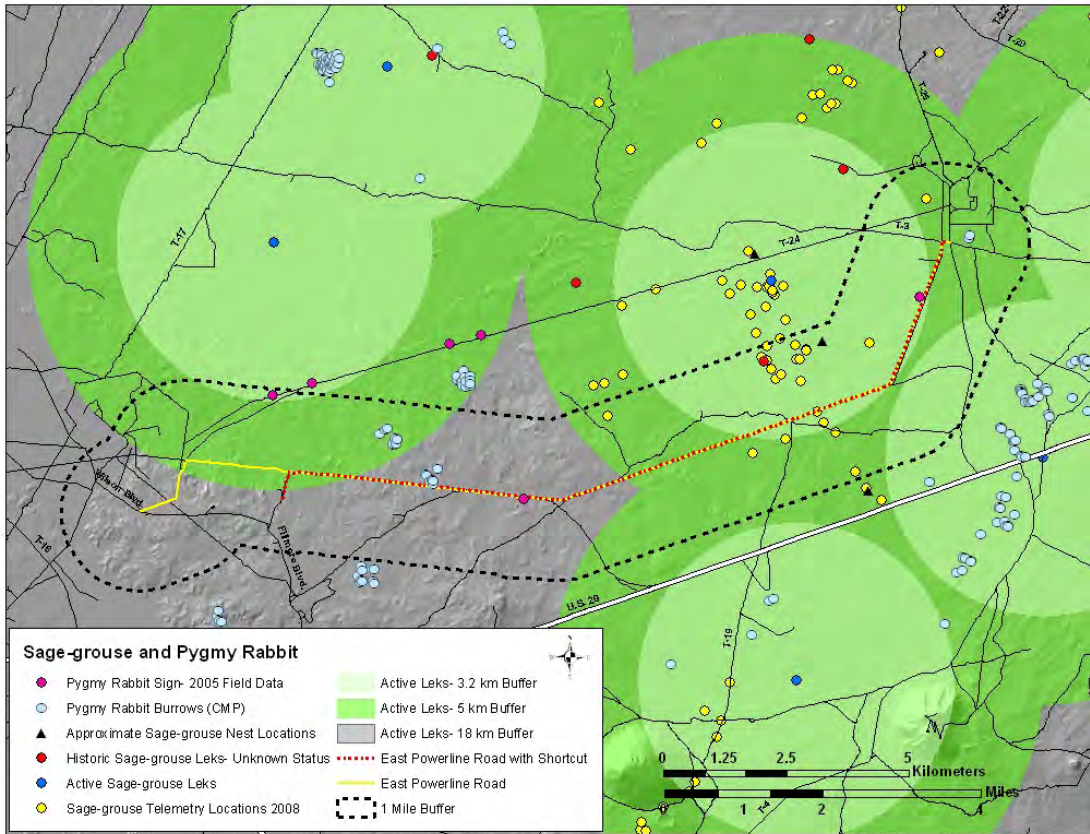 T-22
T-20
T-25
T-17
T-3
T-24
Wilson Blvd.
T-16
Fillmore Blvd.
U.S. 20
T-19
T-4
Sage-grouse and Pygmy Rabbit
Pygmy Rabbit Sign- 2005 Field Data
Pygmy Rabbit Burrows (CMP)
Approximate Sage-grouse Nest Locations
Historic Sage-grouse Leks- Unknown Status
Active Sage-grouse Leks
Sage-grouse Telemetry Locations 2008
Active Leks- 3.2 km Buffer
Active Leks- 5 km Buffer
Active Leks- 18 km Buffer
East Powerline Road with Shortcut
East Powerline Road
1 Mile Buffer
0 1.25 2.5 5
Kilometers
Miles
0 1 2 4